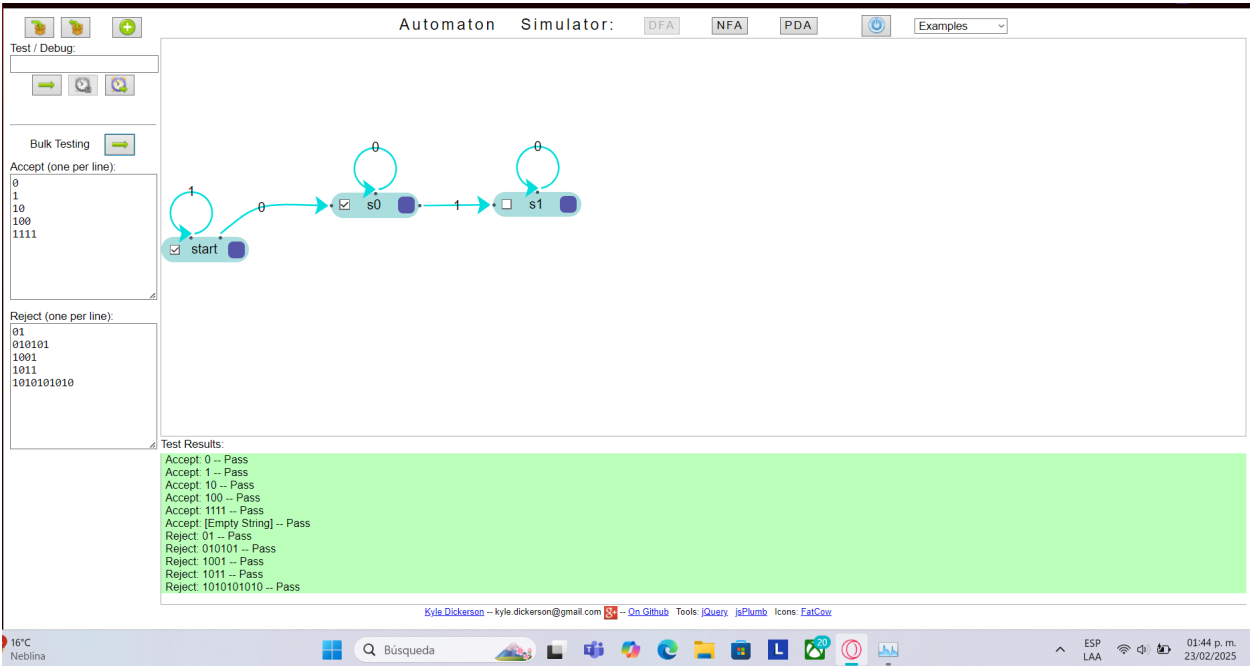 Automaton Simulator: DFA NFA PDA Examples
Test / Debug:
Bulk Testing
Accept (one per line):
0
1
10
100
1111
Reject (one per line):
01
010101
1001
1011
1010101010
1
start
0
0
s0
1
0
s1
Test Results:
Accept: 0 -- Pass
Accept: 1 -- Pass
Accept: 10 -- Pass
Accept: 100 -- Pass
Accept: 1111 -- Pass
Accept: [Empty String] -- Pass
Reject: 01 -- Pass
Reject: 010101 -- Pass
Reject: 1001 -- Pass
Reject: 1011 -- Pass
Reject: 1010101010 -- Pass
Kyle Dickerson -- kyle.dickerson@gmail.com g+ -- On Github Tools: jQuery jsPlumb Icons: FatCow
16°C
Neblina
Búsqueda
L
20
ESP
LAA
01:44 p. m.
23/02/2025